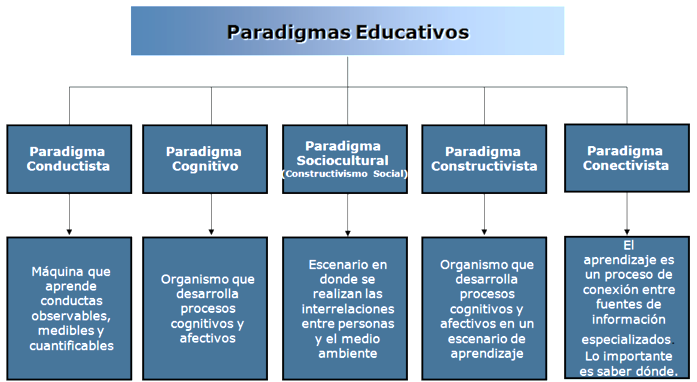 Paradigmas Educativos
Paradigma
Conductista
Paradigma
Cognitivo
Paradigma
Sociocultural
(Constructivismo Social)
Paradigma
Constructivista
Paradigma
Conectivista
Máquina que
aprende
conductas
observables,
medibles y
cuantificables
Organismo que
desarrolla
procesos
cognitivos y
afectivos
Escenario en
donde se
realizan las
interrelaciones
entre personas
y el medio
ambiente
Organismo que
desarrolla
procesos
cognitivos y
afectivos en un
escenario de
aprendizaje
El
aprendizaje es
un proceso de
conexión entre
fuentes de
información
especializados.
Lo importante
es saber dónde.